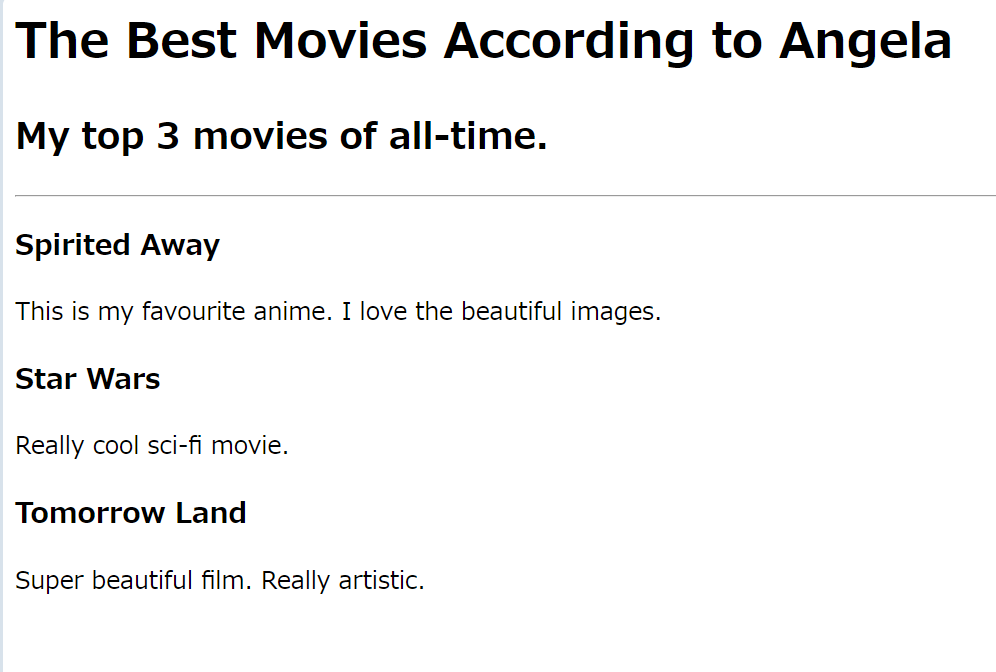 The Best Movies According to Angela
My top 3 movies of all-time.
Spirited Away
This is my favourite anime. I love the beautiful images.
Star Wars
Really cool sci-fi movie.
Tomorrow Land
Super beautiful film. Really artistic.